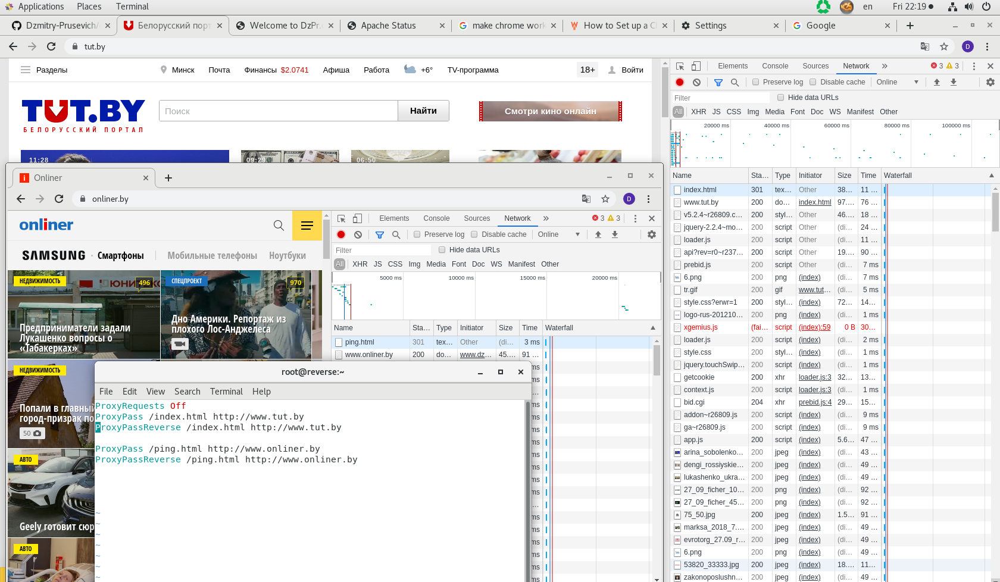 Applications Places Terminal
en Fri 22:19
Dzmitry-Prusevich/
Белорусский порт
Welcome to DzPr.
Apache Status
make chrome work
How to Set up a C
Settings
Google
tut.by
D
Разделы
Минск Почта Финансы $2.0741 Афиша Работа +6° TV-программа
18+ Войти
TUT.BY
БЕЛОРУССКИЙ ПОРТАЛ
Поиск
Найти
Смотри кино онлайн
11:28
09:29
06:50
Elements Console Sources Network » 3 3
Preserve log Disable cache Online
Filter Hide data URLs
All XHR JS CSS Img Media Font Doc WS Manifest Other
20000 ms 40000 ms 60000 ms 80000 ms 100000 ms
Name Sta... Type Initiator Size Time Waterfall
index.html 301 tex... Other 38... 11 ...
www.tut.by 200 do... index.html 97.... 76 ...
v5.2.4~r26809.c... 200 styl... Other 46.... 18 ...
jquery-2.2.4~mo... 200 script Other (di... 24 ...
loader.js 200 script Other (di... 11 ...
api?rev=r0~r237... 200 script Other 19.... 90 ...
prebid.js 200 script Other (di... 7 ms
6.png 200 png (index) (di... 7 ms
tr.gif 200 gif www.tut... (di... 5 ms
style.css?erwr=1 200 styl... (index) 72... 14...
logo-rus-201210... 200 png (index) (di... 1 ms
xgemius.js (fai... script (index):59 0 B 30...
loader.js 200 script (index) (di... 2 ms
style.css 200 styl... (index) (di... 1 ms
jquery.touchSwip... 200 script (index) (di... 1 ms
getcookie 200 xhr loader.js:3 32... 13...
context.js 200 script loader.js:3 (di... 1 ms
bid.cgi 204 xhr prebid.js:4 29... 15...
addon~r26809.js 200 script (index) (di... 9 ms
ga~r26809.js 200 script (index) (di... 9 ms
app.js 200 script (index) 5.6... 47 ...
arina_sobolenko... 200 jpeg (index) (di... 43 ...
dengi_rossiyskie... 200 jpeg (index) (di... 49 ...
lukashenko_ukra... 200 jpeg (index) (di... 49 ...
27_09_ficher_10... 200 png (index) (di... 92 ...
27_09_ficher_45... 200 png (index) (di... 92 ...
75_50.jpg 200 jpeg (index) 1.5... 91 ...
marksa_2018_7.... 200 jpeg (index) (di... 49 ...
evrotorg_27.09_r... 200 jpeg (index) (di... 49 ...
6.png 200 png (index) (di... 49 ...
53820_33333.jpg 200 jpeg (index) 18.... 11...
zakonoposlushn... 200 jpeg (index) (di... 49 ...
Onliner
onliner.by
D
onliner
SAMSUNG Смартфоны Мобильные телефоны Ноутбуки
НЕДВИЖИМОСТЬ
496
Предприниматели задали
Лукашенко вопросы о
«Табакерках»
СПЕЦПРОЕКТ
970
Дно Америки. Репортаж из
плохого Лос-Анджелеса
НЕДВИЖИМОСТЬ
Попали в главный
город-призрак по
50
АВТО
Geely готовит сюр
АВТО
Elements Console Sources Network » 3 3
Preserve log Disable cache Online
Filter Hide data URLs
All XHR JS CSS Img Media Font Doc WS Manifest Other
5000 ms 10000 ms 15000 ms 20000 ms
Name Sta... Type Initiator Size Time Waterfall
ping.html 301 tex... Other (di... 3 ms
www.onliner.by 200 do... www.dz... 45.... 91 ...
root@reverse:~
File Edit View Search Terminal Help
ProxyRequests Off
ProxyPass /index.html http://www.tut.by
ProxyPassReverse /index.html http://www.tut.by
ProxyPass /ping.html http://www.onliner.by
ProxyPassReverse /ping.html http://www.onliner.by
~
~
~
~
~
~
~